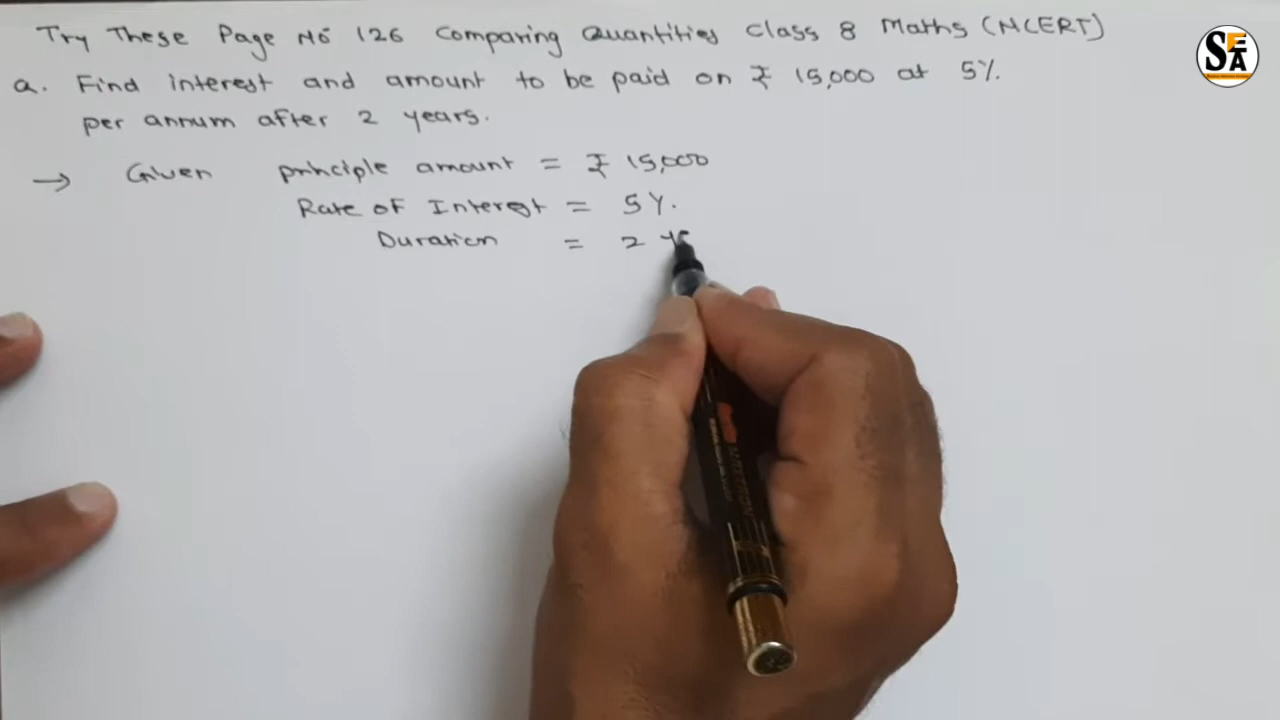 Try These Page No 126 Comparing Quantities Class 8 Maths (NCERT)
Q. Find interest and amount to be paid on ₹ 15,000 at 5%
per annum after 2 years.
→ Given principle amount = ₹ 15,000
Rate of Interest = 5%.
Duration = 2
SEA